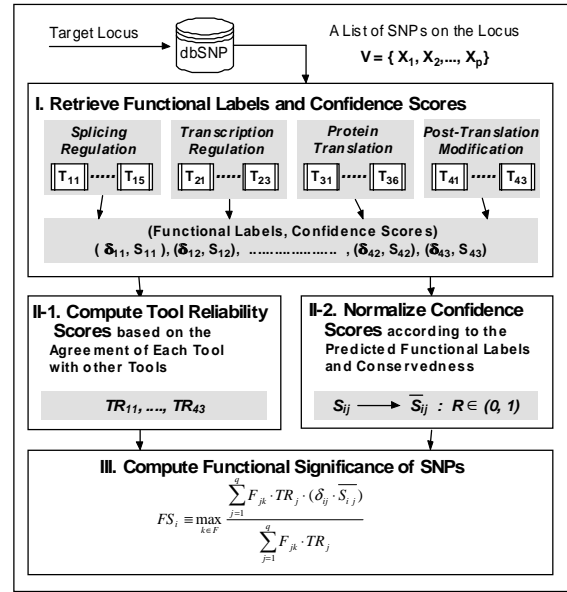 Target Locus
dbSNP
A List of SNPs on the Locus
V = { X1, X2,..., Xp}
I. Retrieve Functional Labels and Confidence Scores
Splicing Regulation
Transcription Regulation
Protein Translation
Post-Translation Modification
T11 ..... T15
T21 ..... T23
T31 ..... T36
T41 ..... T43
(Functional Labels, Confidence Scores)
( δ11, S11 ), (δ12, S12), ..................... , (δ42, S42), (δ43, S43)
II-1. Compute Tool Reliability
Scores based on the
Agreement of Each Tool
with other Tools
TR11, ...., TR43
II-2. Normalize Confidence
Scores according to the
Predicted Functional Labels
and Conservedness
Sij → S̅ij : R ∈ (0, 1)
III. Compute Functional Significance of SNPs
FSi ≡ max k∈F ∑ j=1 q Fjk · TRj · (δij · S̅ij) / ∑ j=1 q Fjk · TRj